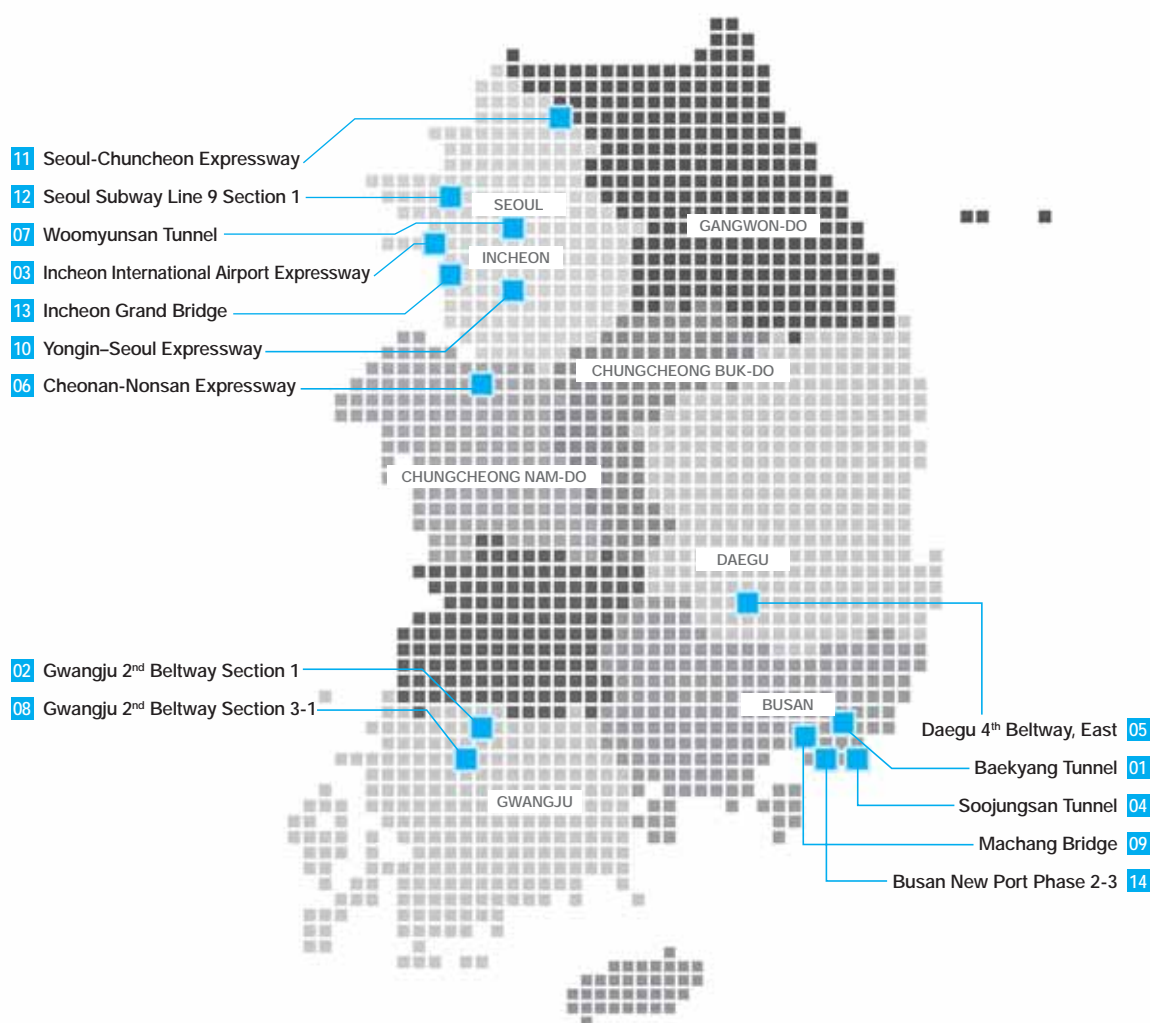 11 Seoul-Chuncheon Expressway
12 Seoul Subway Line 9 Section 1
07 Woomyunsan Tunnel
03 Incheon International Airport Expressway
13 Incheon Grand Bridge
10 Yongin–Seoul Expressway
06 Cheonan-Nonsan Expressway
SEOUL
GANGWON-DO
INCHEON
CHUNGCHEONG BUK-DO
CHUNGCHEONG NAM-DO
DAEGU
02 Gwangju 2nd Beltway Section 1
08 Gwangju 2nd Beltway Section 3-1
BUSAN
GWANGJU
Daegu 4th Beltway, East 05
Baekyang Tunnel 01
Soojungsan Tunnel 04
Machang Bridge 09
Busan New Port Phase 2-3 14